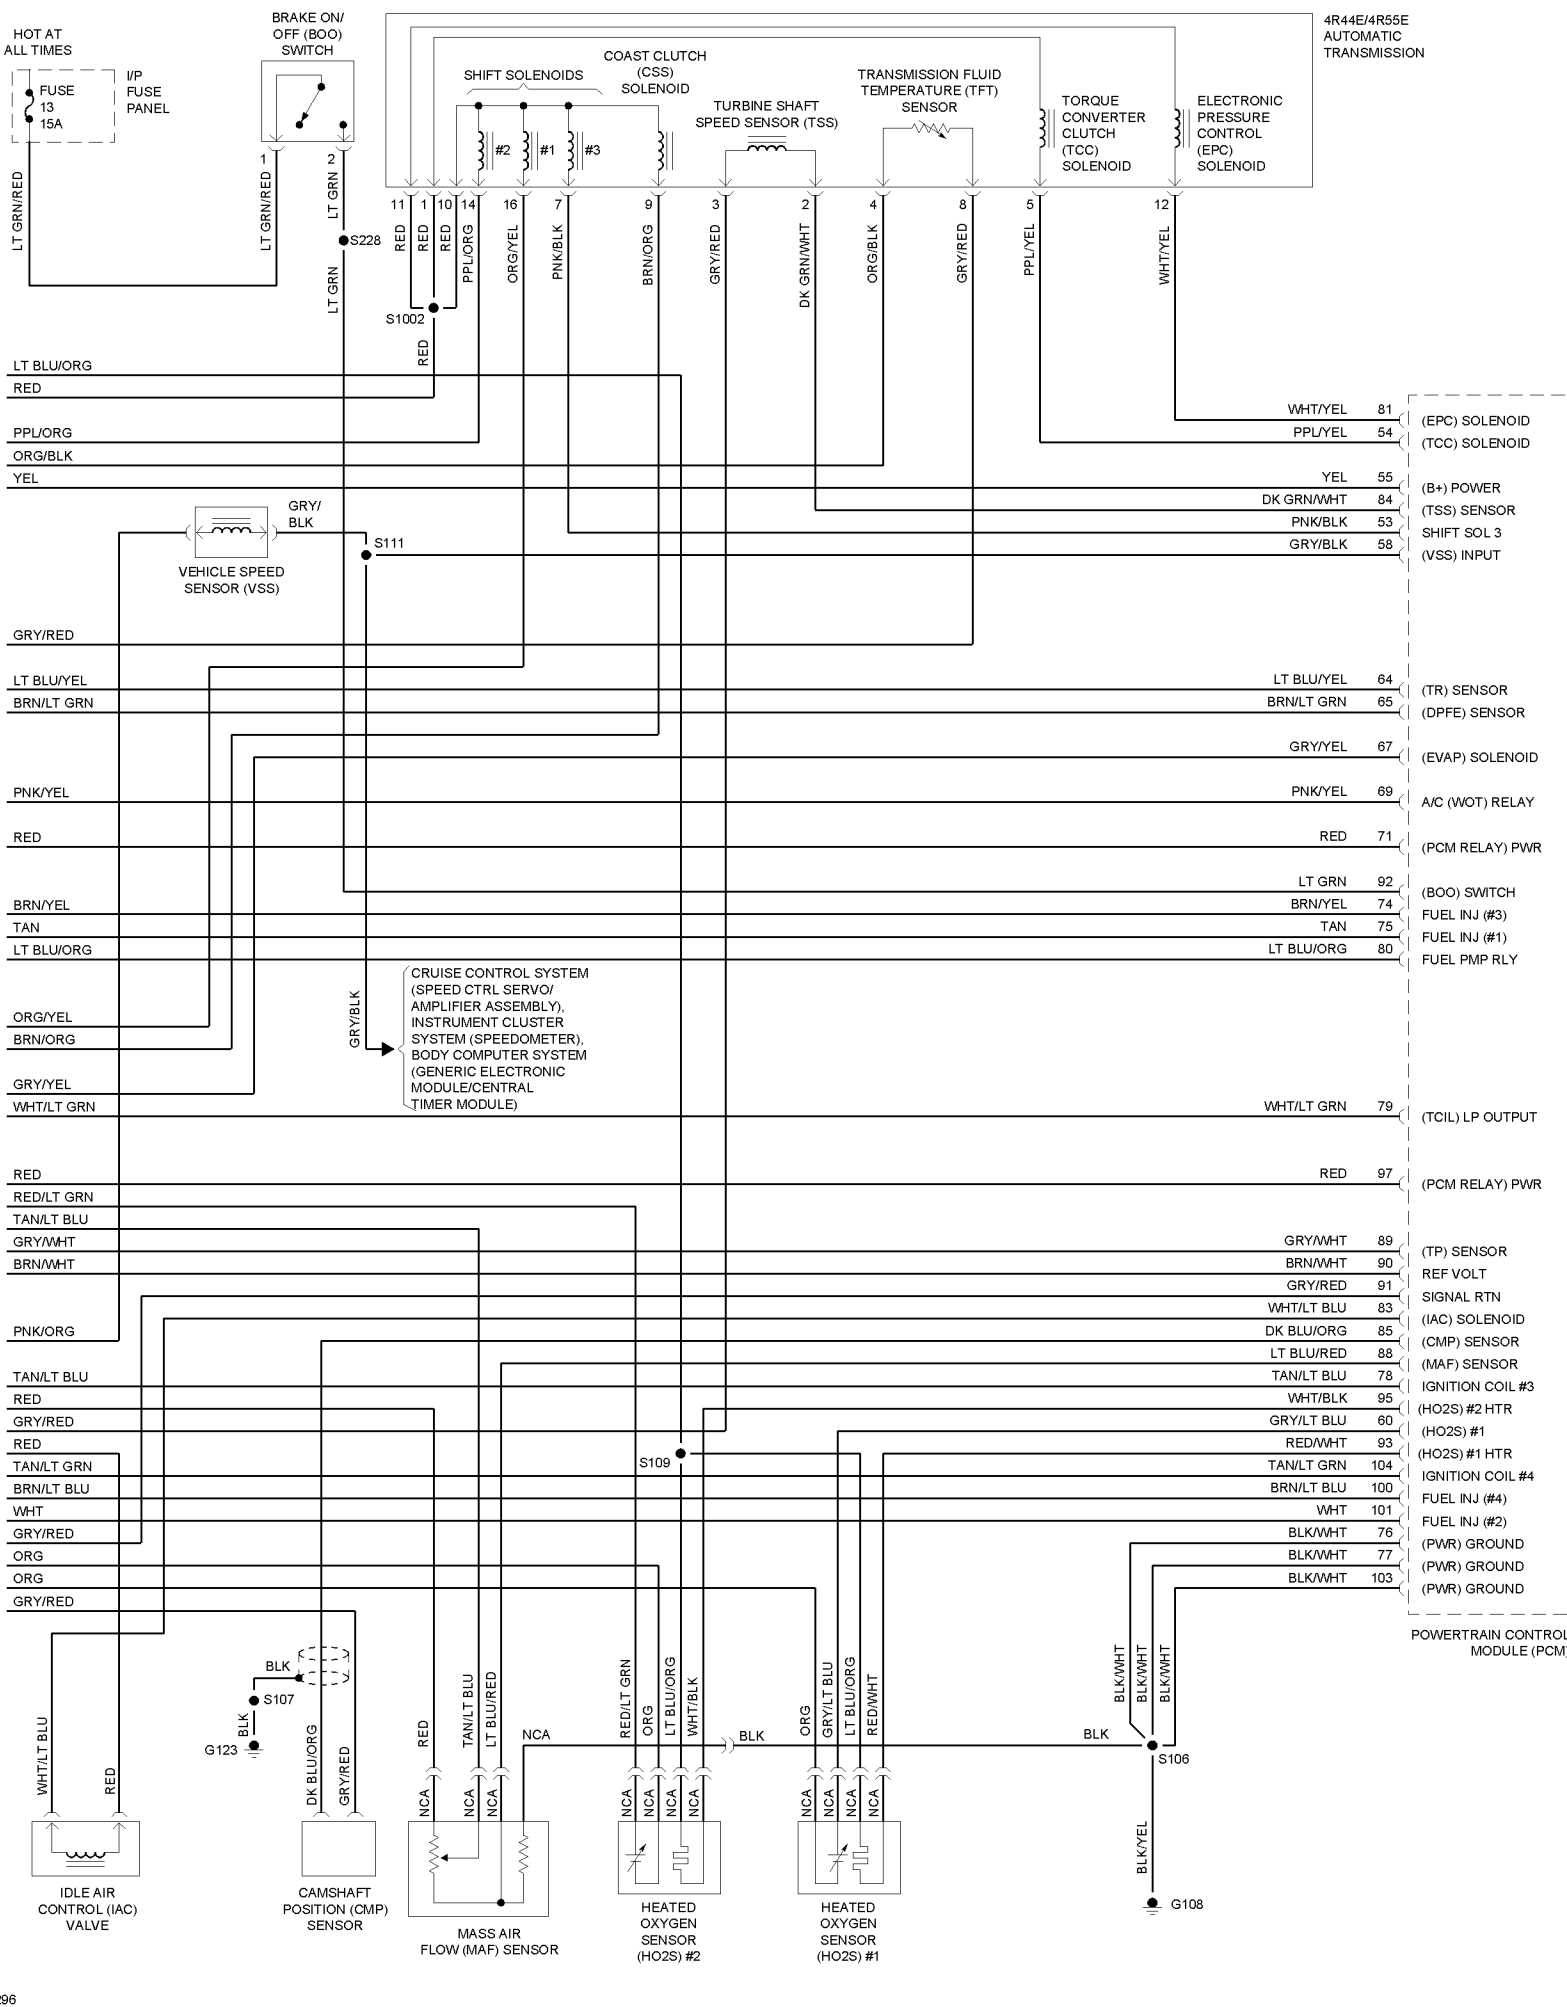 HOT AT
ALL TIMES
FUSE
13
15A
I/P
FUSE
PANEL
BRAKE ON/
OFF (BOO)
SWITCH
1
2
LT GRN/RED
LT GRN/RED
LT GRN
S228
LT GRN
4R44E/4R55E
AUTOMATIC
TRANSMISSION
SHIFT SOLENOIDS
#2
#1
#3
COAST CLUTCH
(CSS)
SOLENOID
TURBINE SHAFT
SPEED SENSOR (TSS)
TRANSMISSION FLUID
TEMPERATURE (TFT)
SENSOR
TORQUE
CONVERTER
CLUTCH
(TCC)
SOLENOID
ELECTRONIC
PRESSURE
CONTROL
(EPC)
SOLENOID
11
1
10
14
16
7
9
3
2
4
8
5
12
RED
RED
RED
PPL/ORG
ORG/YEL
PNK/BLK
BRN/ORG
GRY/RED
DK GRN/WHT
ORG/BLK
GRY/RED
PPL/YEL
WHT/YEL
S1002
RED
LT BLU/ORG
RED
WHT/YEL 81 (EPC) SOLENOID
PPL/ORG
PPL/YEL 54 (TCC) SOLENOID
ORG/BLK
YEL
YEL 55 (B+) POWER
DK GRN/WHT 84 (TSS) SENSOR
PNK/BLK 53 SHIFT SOL 3
GRY/BLK 58 (VSS) INPUT
GRY/
BLK
S111
VEHICLE SPEED
SENSOR (VSS)
GRY/RED
LT BLU/YEL
LT BLU/YEL 64 (TR) SENSOR
BRN/LT GRN
BRN/LT GRN 65 (DPFE) SENSOR
GRY/YEL 67 (EVAP) SOLENOID
PNK/YEL
PNK/YEL 69 A/C (WOT) RELAY
RED
RED 71 (PCM RELAY) PWR
LT GRN 92 (BOO) SWITCH
BRN/YEL
BRN/YEL 74 FUEL INJ (#3)
TAN
TAN 75 FUEL INJ (#1)
LT BLU/ORG
LT BLU/ORG 80 FUEL PMP RLY
GRY/BLK
CRUISE CONTROL SYSTEM
(SPEED CTRL SERVO/
AMPLIFIER ASSEMBLY),
INSTRUMENT CLUSTER
SYSTEM (SPEEDOMETER),
BODY COMPUTER SYSTEM
(GENERIC ELECTRONIC
MODULE/CENTRAL
TIMER MODULE)
ORG/YEL
BRN/ORG
GRY/YEL
WHT/LT GRN
WHT/LT GRN 79 (TCIL) LP OUTPUT
RED
RED 97 (PCM RELAY) PWR
RED/LT GRN
TAN/LT BLU
GRY/WHT
GRY/WHT 89 (TP) SENSOR
BRN/WHT
BRN/WHT 90 REF VOLT
GRY/RED 91 SIGNAL RTN
WHT/LT BLU 83 (IAC) SOLENOID
PNK/ORG
DK BLU/ORG 85 (CMP) SENSOR
LT BLU/RED 88 (MAF) SENSOR
TAN/LT BLU
TAN/LT BLU 78 IGNITION COIL #3
RED
WHT/BLK 95 (HO2S) #2 HTR
GRY/RED
GRY/LT BLU 60 (HO2S) #1
RED
S109
RED/WHT 93 (HO2S) #1 HTR
TAN/LT GRN
TAN/LT GRN 104 IGNITION COIL #4
BRN/LT BLU
BRN/LT BLU 100 FUEL INJ (#4)
WHT
WHT 101 FUEL INJ (#2)
GRY/RED
BLK/WHT 76 (PWR) GROUND
ORG
BLK/WHT 77 (PWR) GROUND
ORG
BLK/WHT 103 (PWR) GROUND
GRY/RED
POWERTRAIN CONTROL
MODULE (PCM)
BLK
S107
BLK
G123
WHT/LT BLU
RED
DK BLU/ORG
GRY/RED
RED
TAN/LT BLU
LT BLU/RED
NCA
RED/LT GRN
ORG
LT BLU/ORG
WHT/BLK
BLK
ORG
GRY/LT BLU
LT BLU/ORG
RED/WHT
BLK
BLK/WHT
BLK/WHT
BLK/WHT
S106
NCA
NCA
NCA
NCA
NCA
NCA
NCA
NCA
NCA
NCA
NCA
BLK/YEL
G108
IDLE AIR
CONTROL (IAC)
VALVE
CAMSHAFT
POSITION (CMP)
SENSOR
MASS AIR
FLOW (MAF) SENSOR
HEATED
OXYGEN
SENSOR
(HO2S) #2
HEATED
OXYGEN
SENSOR
(HO2S) #1
296